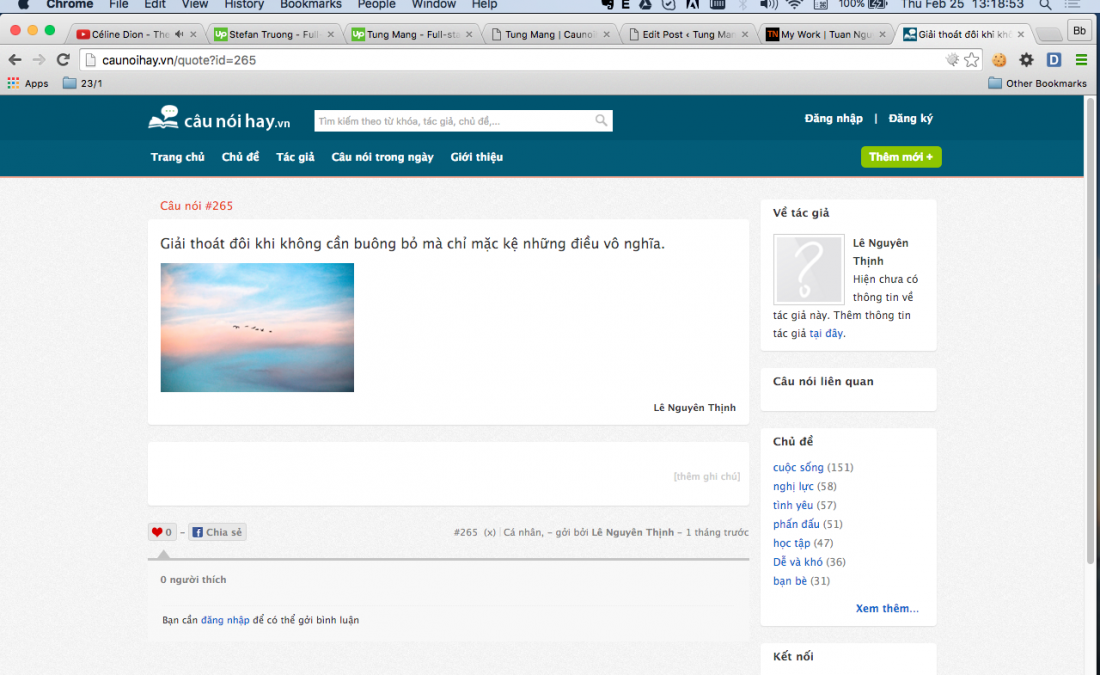 Chrome File Edit View History Bookmarks People Window Help 100% Thu Feb 25 13:18:53
Céline Dion - The Up Stefan Truong - Full Up Tung Mang - Full-sta Tung Mang | Caunoi Edit Post ‹ Tung Man TN My Work | Tuan Ngu Giải thoát đôi khi khô Bb
caunoihay.vn/quote?id=265
Apps 23/1 Other Bookmarks
câu nói hay.vn Tìm kiếm theo từ khóa, tác giả, chủ đề,... Đăng nhập | Đăng ký
Trang chủ Chủ đề Tác giả Câu nói trong ngày Giới thiệu Thêm mới +
Câu nói #265
Giải thoát đôi khi không cần buông bỏ mà chỉ mặc kệ những điều vô nghĩa.
Lê Nguyên Thịnh
[thêm ghi chú]
0 – Chia sẻ #265 (x) | Cá nhân, – gởi bởi Lê Nguyên Thịnh – 1 tháng trước
0 người thích
Bạn cần đăng nhập để có thể gởi bình luận
Về tác giả
Lê Nguyên
Thịnh
Hiện chưa có
thông tin về
tác giả này. Thêm thông tin
tác giả tại đây.
Câu nói liên quan
Chủ đề
cuộc sống (151)
nghị lực (58)
tình yêu (57)
phấn đấu (51)
học tập (47)
Dễ và khó (36)
bạn bè (31)
Xem thêm...
Kết nối